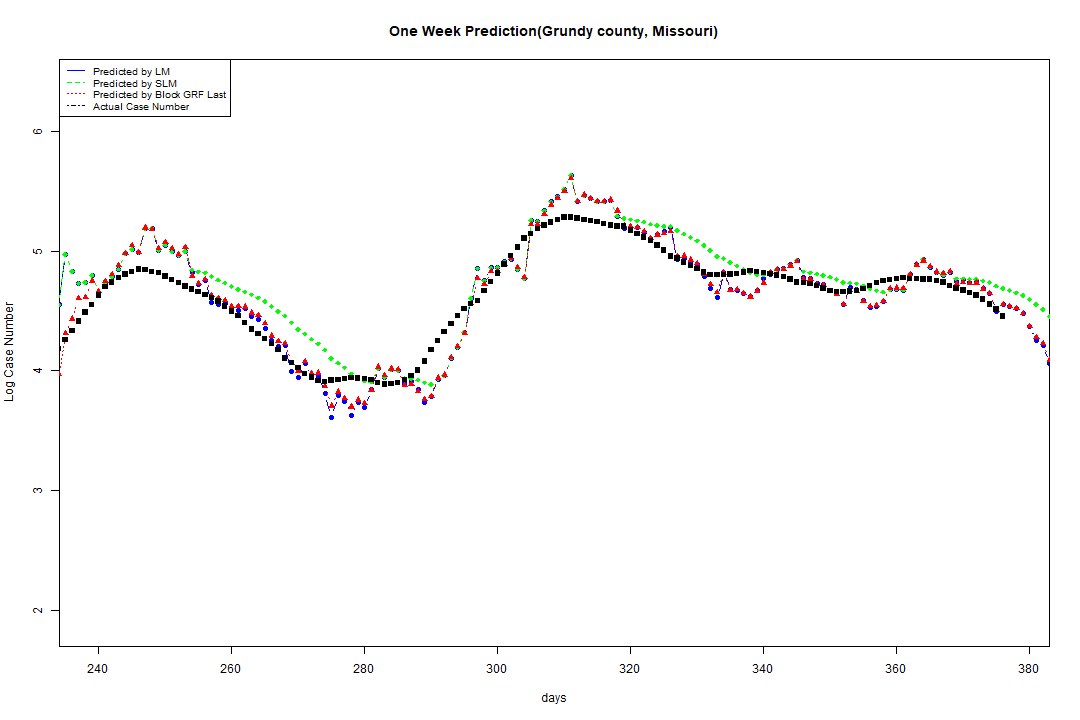 One Week Prediction(Grundy county, Missouri)
Predicted by LM
Predicted by SLM
Predicted by Block GRF Last
Actual Case Number
6
5
4
3
2
Log Case Number
240 260 280 300 320 340 360 380
days